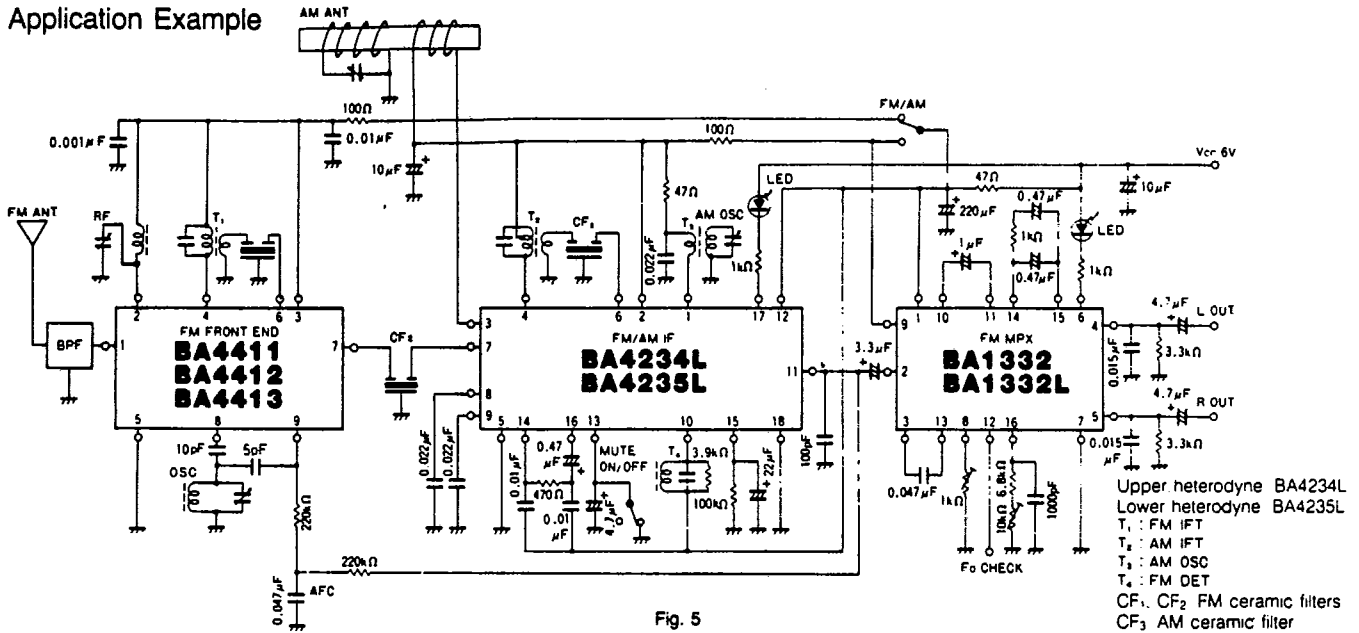 Application Example
AM ANT
100Ω
FM/AM
0.001μF
0.01μF
100Ω
Vcc 6V
10μF
47Ω
LED
47Ω
0.47μF
10μF
FM ANT
RF
T₁
T₂
AM OSC
220μF
LED
0.022μF
1kΩ
1μF
1kΩ
0.47μF
1kΩ
2
4
6
3
4
6
2
1
17
12
1
10
11
14
15
6
4.7μF
L OUT
BPF
1
FM FRONT END
BA4411
BA4412
BA4413
7
3
7
8
9
FM/AM IF
BA4234L
BA4235L
11
3.3μF
9
2
FM MPX
BA1332
BA1332L
4
5
0.015μF
3.3kΩ
4.7μF
R OUT
5
8
9
5
14
16
13
10
15
18
3
13
8
12
16
7
10pF
5pF
OSC
220kΩ
0.022μF
0.022μF
0.01μF
0.47
μF
470Ω
0.01
μF
MUTE
ON/OFF
4.7μF
T₄
3.9kΩ
100kΩ
22μF
100pF
0.047μF
1kΩ
6.8kΩ
10kΩ
1000pF
0.015
μF
3.3kΩ
Fo CHECK
220kΩ
0.047μF
AFC
Fig. 5
Upper heterodyne BA4234L
Lower heterodyne BA4235L
T₁ : FM IFT
T₂ : AM IFT
T₃ : AM OSC
T₄ : FM DET
CF₁, CF₂ FM ceramic filters
CF₃ AM ceramic filter